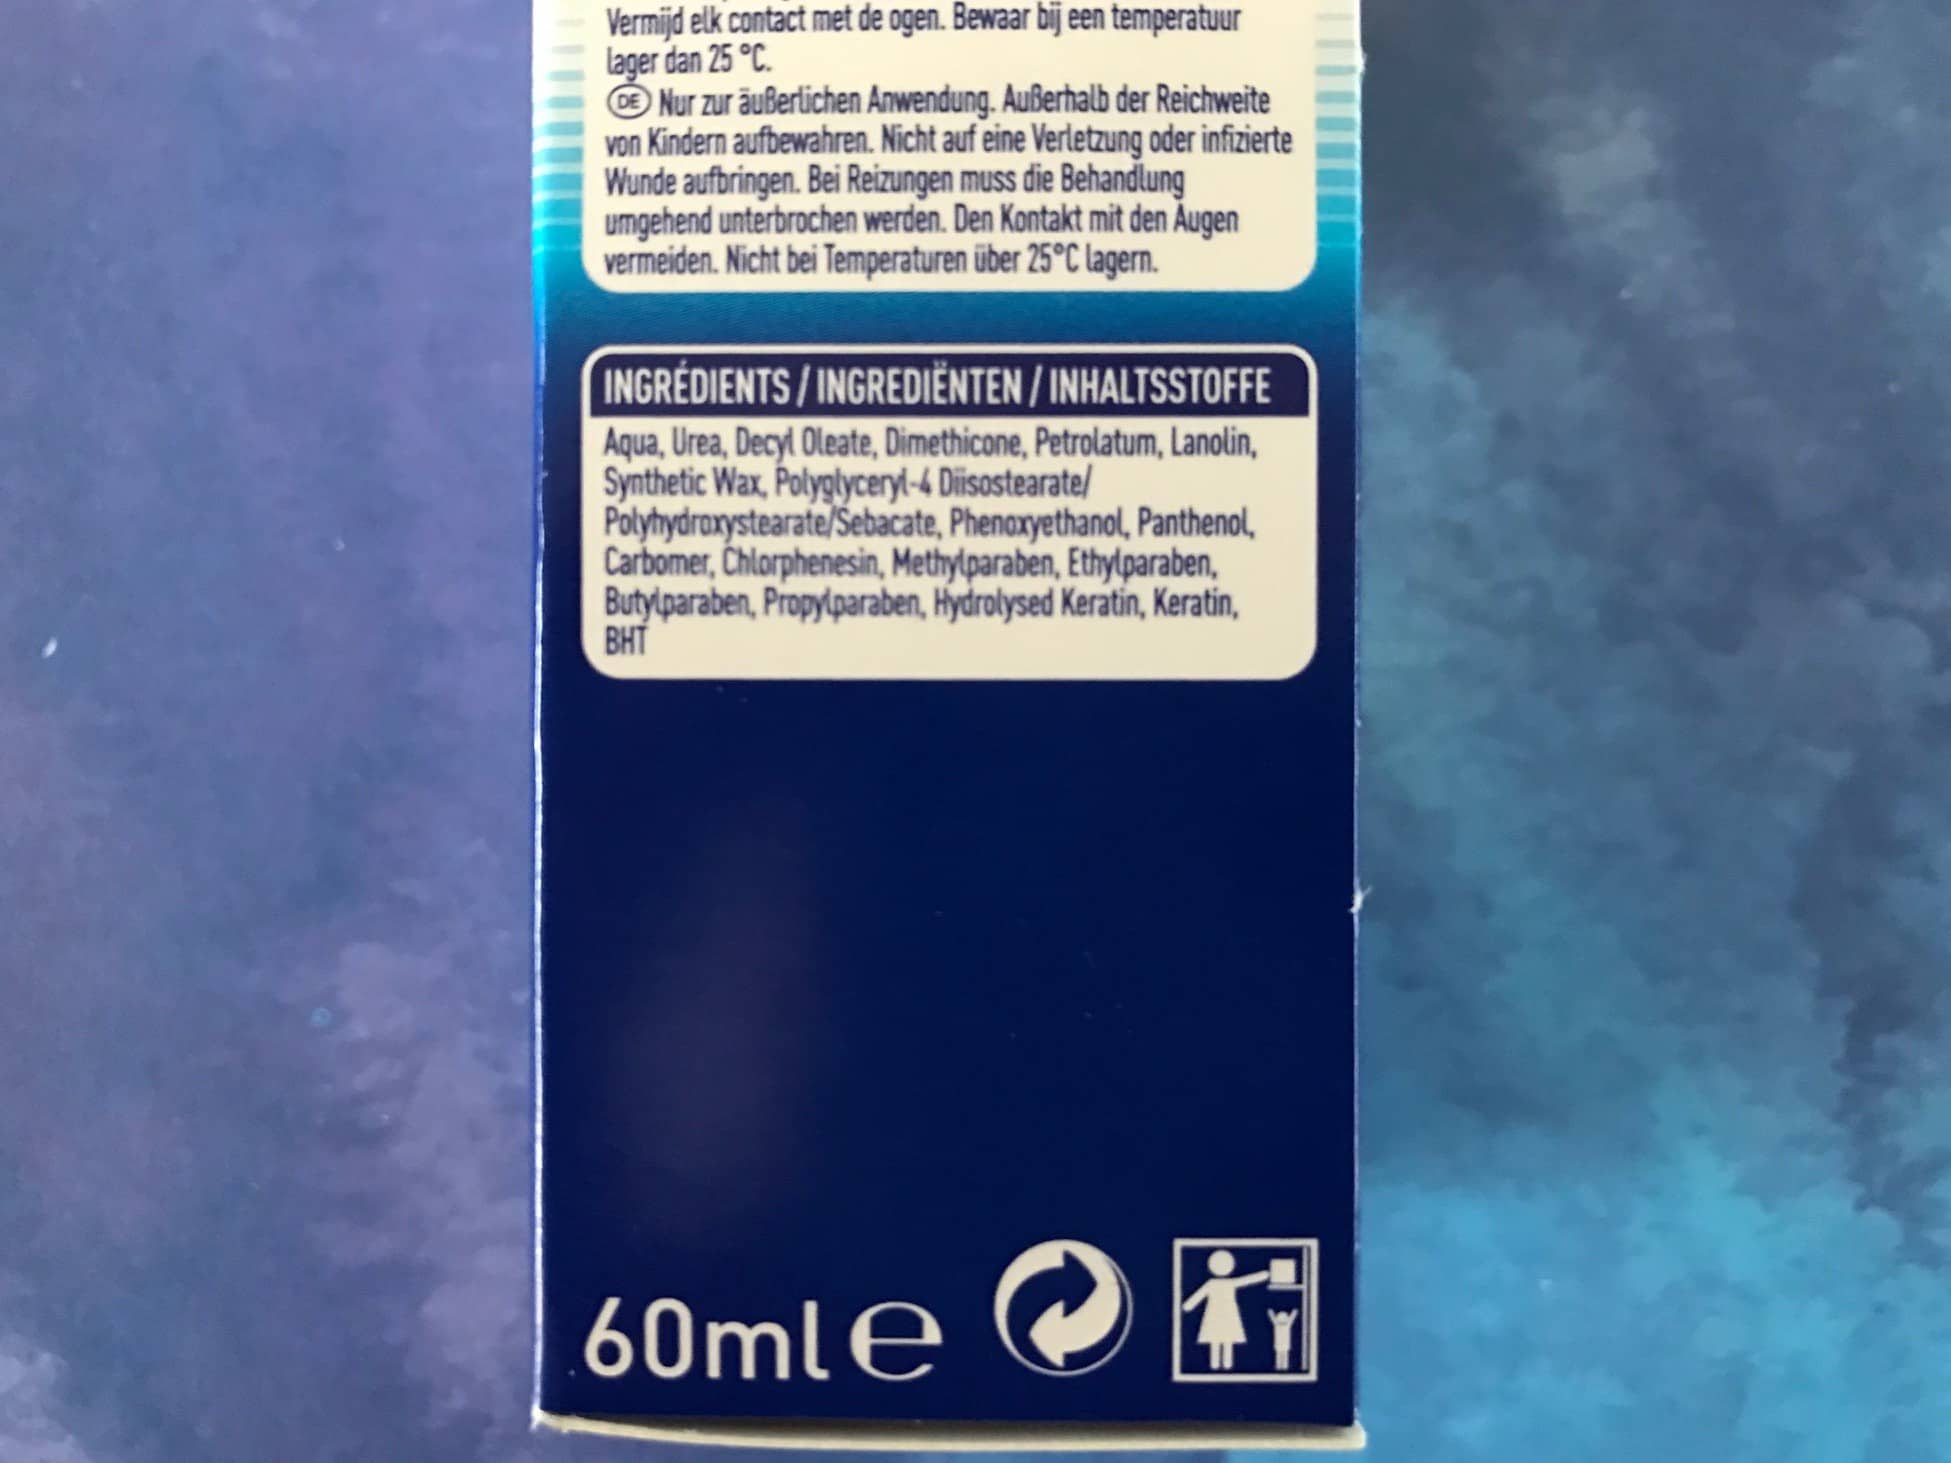 Vermijd elk contact met de ogen. Bewaar bij een temperatuur
lager dan 25 °C.
DE Nur zur äußerlichen Anwendung. Außerhalb der Reichweite
von Kindern aufbewahren. Nicht auf eine Verletzung oder infizierte
Wunde aufbringen. Bei Reizungen muss die Behandlung
umgehend unterbrochen werden. Den Kontakt mit den Augen
vermeiden. Nicht bei Temperaturen über 25°C lagern.
INGRÉDIENTS / INGREDIËNTEN / INHALTSSTOFFE
Aqua, Urea, Decyl Oleate, Dimethicone, Petrolatum, Lanolin,
Synthetic Wax, Polyglyceryl-4 Diisostearate/
Polyhydroxystearate/Sebacate, Phenoxyethanol, Panthenol,
Carbomer, Chlorphenesin, Methylparaben, Ethylparaben,
Butylparaben, Propylparaben, Hydrolysed Keratin, Keratin,
BHT
60ml e